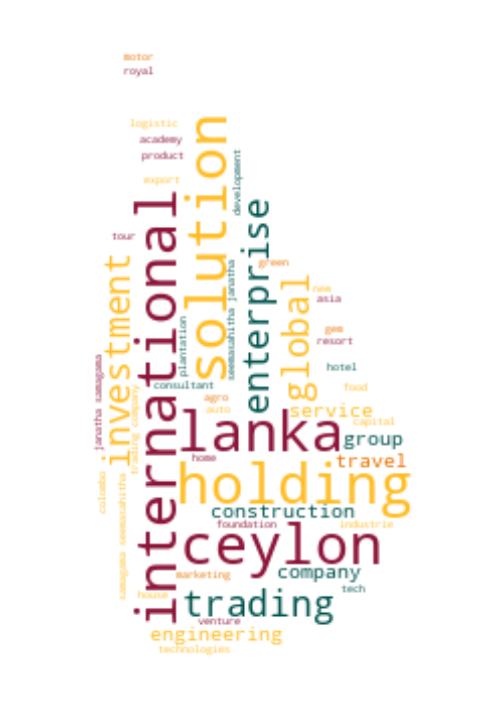 motor
royal
logistic
academy
product
export
solution
development
international
enterprise
tour
investment
green
global
seemasahitha janatha
new
asia
plantation
gem
resort
janatha samagama
hotel
consultant
trading company
food
agro
auto
service
lanka
capital
group
home
travel
holding
colombo
samagama seemasahitha
construction
foundation
industrie
ceylon
marketing
company
tech
house
trading
venture
engineering
technologies